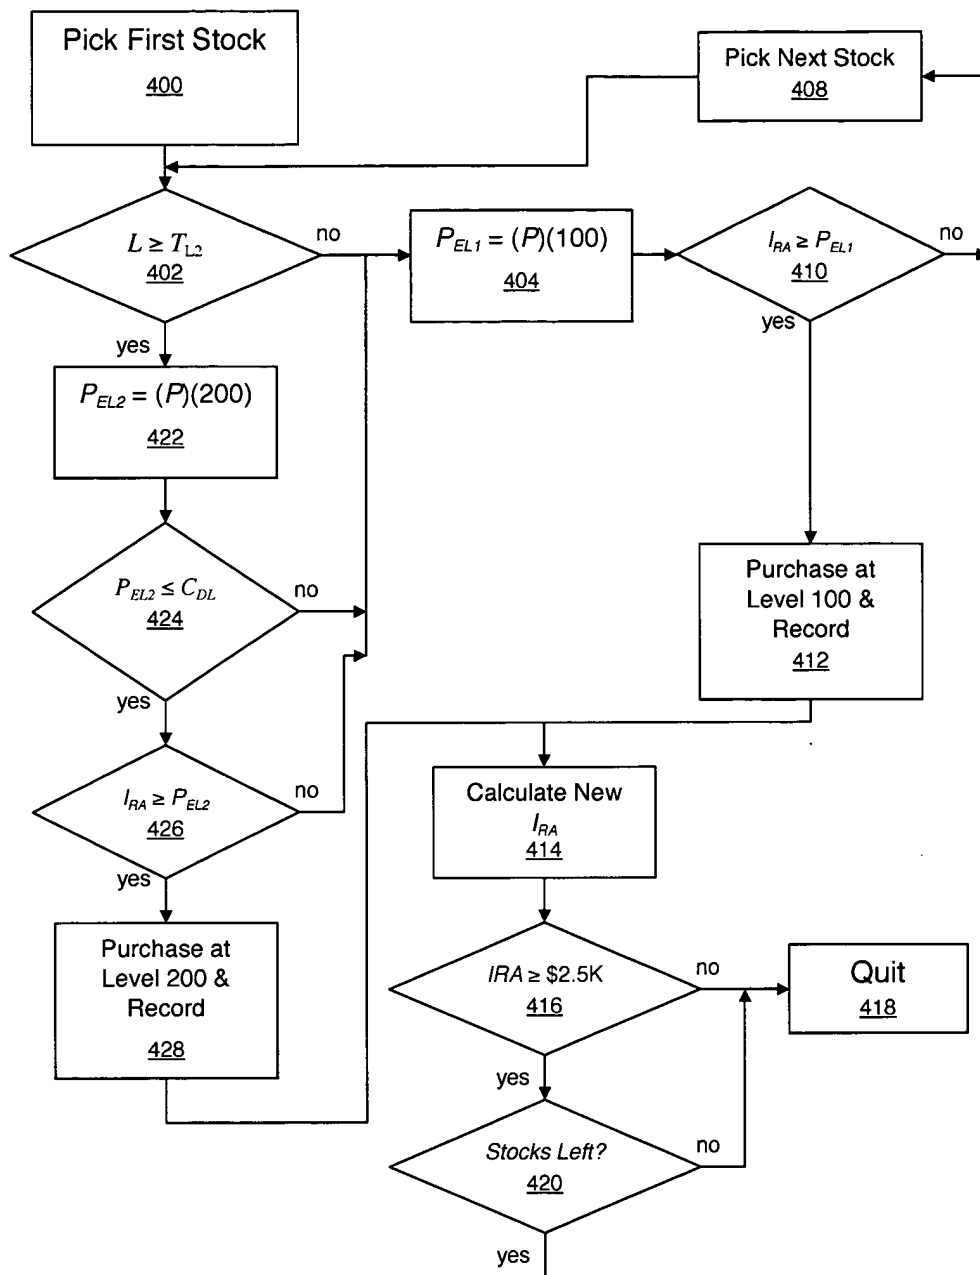 Pick First Stock
400
Pick Next Stock
408
L ≥ T_L2
402
no
P_EL1 = (P)(100)
404
I_RA ≥ P_EL1
410
no
yes
yes
P_EL2 = (P)(200)
422
P_EL2 ≤ C_DL
424
no
yes
Purchase at
Level 100 &
Record
412
I_RA ≥ P_EL2
426
no
yes
Calculate New
I_RA
414
Purchase at
Level 200 &
Record
428
IRA ≥ $2.5K
416
no
yes
Quit
418
Stocks Left?
420
no
yes